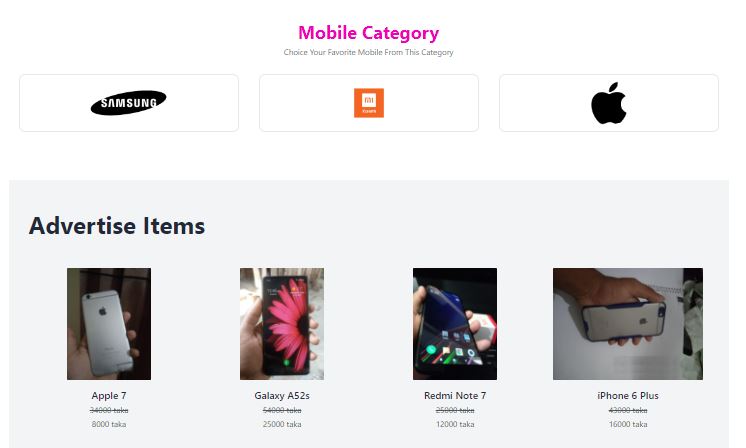 Mobile Category
Choice Your Favorite Mobile From This Category
SAMSUNG
mi
Advertise Items
Apple 7
34000 taka
8000 taka
Galaxy A52s
54000 taka
25000 taka
Redmi Note 7
25000 taka
12000 taka
iPhone 6 Plus
43000 taka
16000 taka